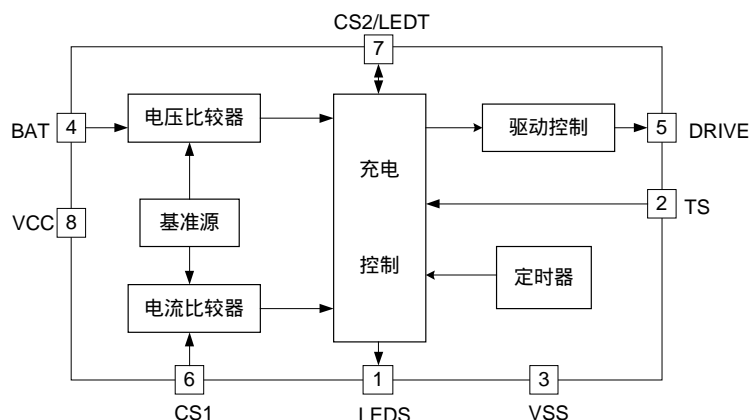 CS2/LEDT
7
BAT
4
电压比较器
驱动控制
5
DRIVE
充电
2
TS
VCC
8
基准源
控制
定时器
电流比较器
6
1
3
CS1
LEDS
VSS